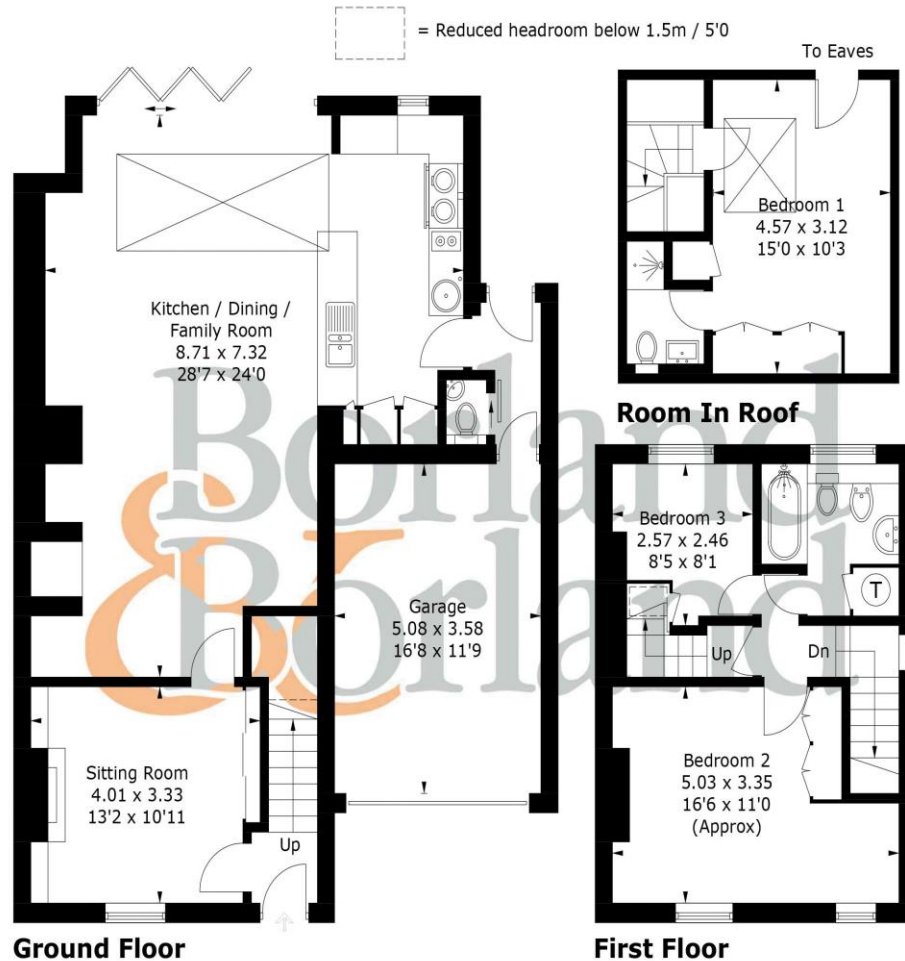 = Reduced headroom below 1.5m / 5'0
To Eaves
Bedroom 1
4.57 x 3.12
15'0 x 10'3
Room In Roof
Kitchen / Dining /
Family Room
8.71 x 7.32
28'7 x 24'0
Borland
& Borland
Bedroom 3
2.57 x 2.46
8'5 x 8'1
T
Garage
5.08 x 3.58
16'8 x 11'9
Up
Dn
Sitting Room
4.01 x 3.33
13'2 x 10'11
Up
Bedroom 2
5.03 x 3.35
16'6 x 11'0
(Approx)
Ground Floor
First Floor